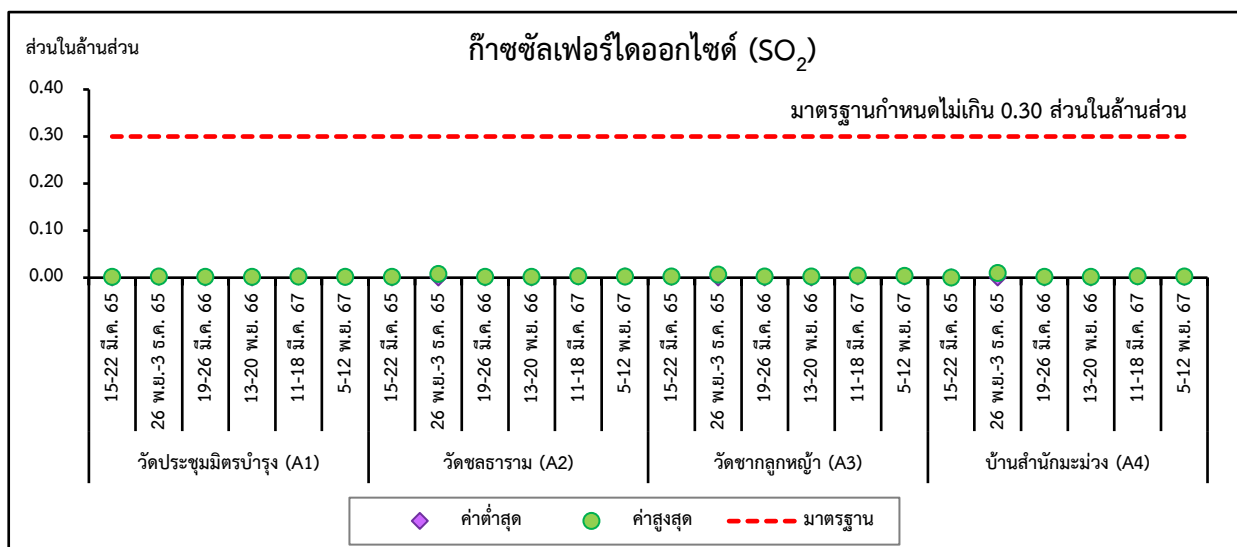 ก๊าซซัลเฟอร์ไดออกไซด์ (SO2)
ส่วนในล้านส่วน
มาตรฐานกำหนดไม่เกิน 0.30 ส่วนในล้านส่วน
0.40
0.30
0.20
0.10
0.00
15-22 มี.ค. 65
26 พ.ย.-3 ธ.ค. 65
19-26 มี.ค. 66
13-20 พ.ย. 66
11-18 มี.ค. 67
5-12 พ.ย. 67
15-22 มี.ค. 65
26 พ.ย.-3 ธ.ค. 65
19-26 มี.ค. 66
13-20 พ.ย. 66
11-18 มี.ค. 67
5-12 พ.ย. 67
15-22 มี.ค. 65
26 พ.ย.-3 ธ.ค. 65
19-26 มี.ค. 66
13-20 พ.ย. 66
11-18 มี.ค. 67
5-12 พ.ย. 67
15-22 มี.ค. 65
26 พ.ย.-3 ธ.ค. 65
19-26 มี.ค. 66
13-20 พ.ย. 66
11-18 มี.ค. 67
5-12 พ.ย. 67
วัดประชุมมิตรบำรุง (A1)
วัดชลธาราม (A2)
วัดชากลูกหญ้า (A3)
บ้านสำนักมะม่วง (A4)
ค่าต่ำสุด
ค่าสูงสุด
มาตรฐาน